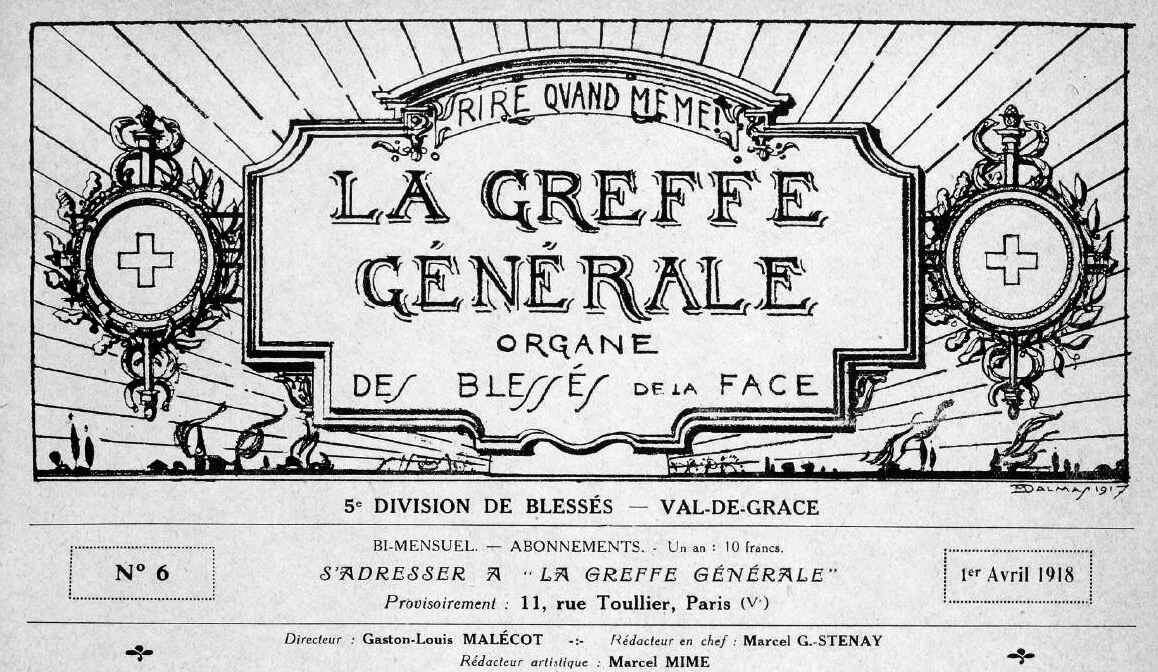 RIRE QVAND MEME!
LA GREFFE
GÉNÉRALE
ORGANE
DES BLESSÉS DE LA FACE
DALMAS 1917
5e DIVISION DE BLESSÉS — VAL-DE-GRACE
BI-MENSUEL. — ABONNEMENTS. - Un an : 10 francs.
No 6
S'ADRESSER A "LA GREFFE GÉNÉRALE"
1er Avril 1918
Provisoirement : 11, rue Toullier, Paris (Ve)
Directeur : Gaston-Louis MALÉCOT -:- Rédacteur en chef : Marcel G.-STENAY
Rédacteur artistique : Marcel MIME